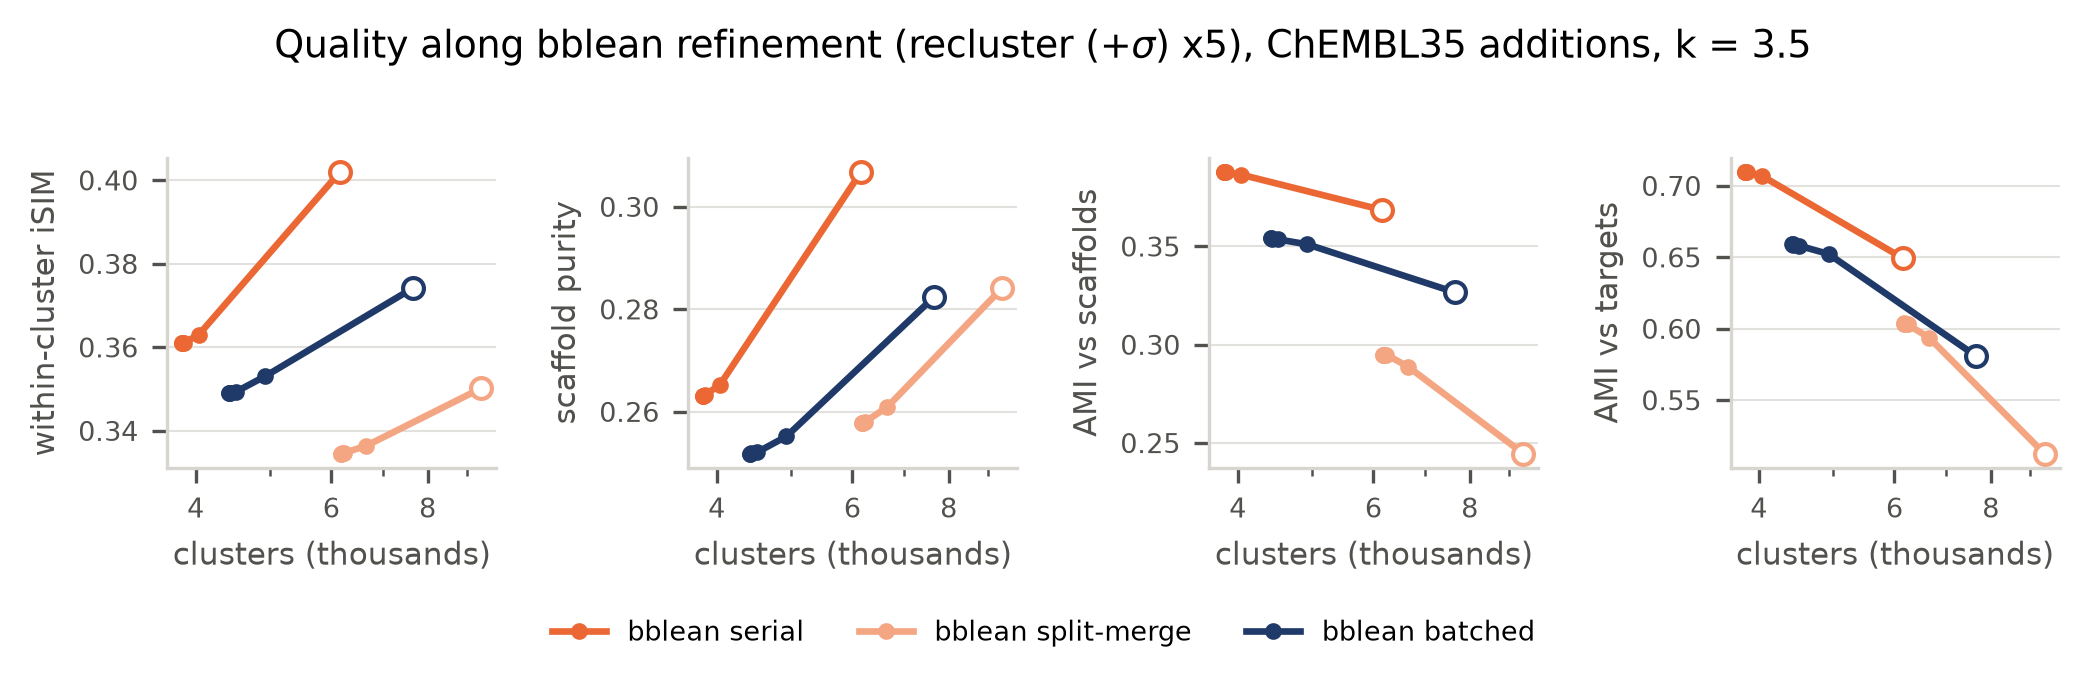 Quality along bblean refinement (recluster (+σ) x5), ChEMBL35 additions, k = 3.5
within-cluster iSIM
0.40
0.38
0.36
0.34
4 6 8
clusters (thousands)
scaffold purity
0.30
0.28
0.26
4 6 8
clusters (thousands)
AMI vs scaffolds
0.35
0.30
0.25
4 6 8
clusters (thousands)
AMI vs targets
0.70
0.65
0.60
0.55
4 6 8
clusters (thousands)
bblean serial bblean split-merge bblean batched